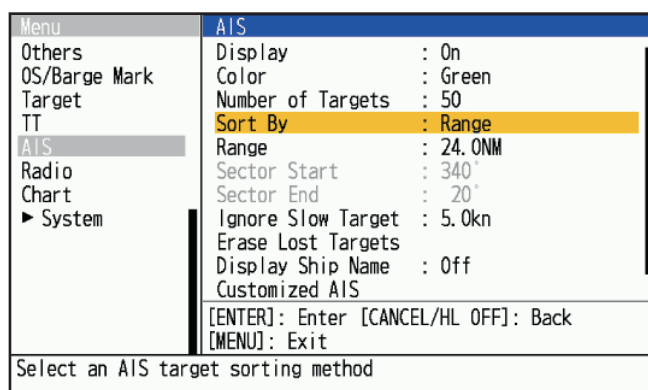 Menu
Others
OS/Barge Mark
Target
TT
AIS
Radio
Chart
► System
AIS
Display : On
Color : Green
Number of Targets : 50
Sort By : Range
Range : 24.0NM
Sector Start : 340°
Sector End : 20°
Ignore Slow Target : 5.0kn
Erase Lost Targets
Display Ship Name : Off
Customized AIS
[ENTER]: Enter [CANCEL/HL OFF]: Back
[MENU]: Exit
Select an AIS target sorting method